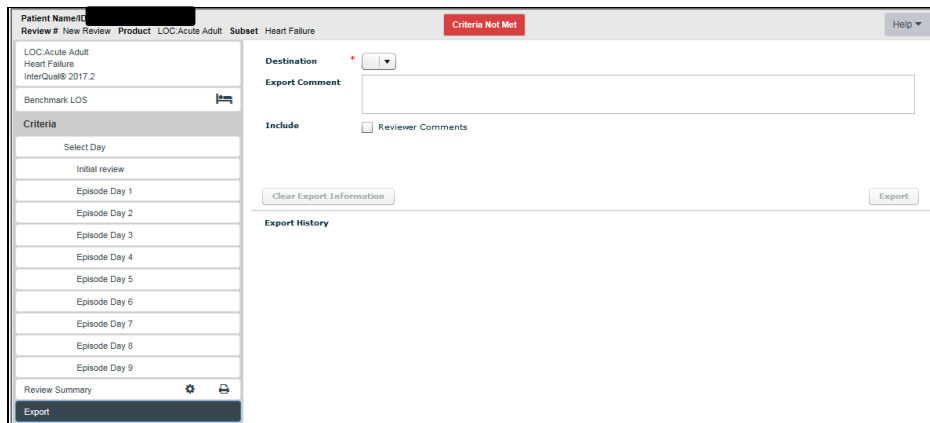 Patient Name/ID
Review # New Review Product LOC:Acute Adult Subset Heart Failure
Criteria Not Met
Help
LOC:Acute Adult
Heart Failure
InterQual® 2017.2
Benchmark LOS
Criteria
Select Day
Initial review
Episode Day 1
Episode Day 2
Episode Day 3
Episode Day 4
Episode Day 5
Episode Day 6
Episode Day 7
Episode Day 8
Episode Day 9
Review Summary
Export
Destination *
Export Comment
Include Reviewer Comments
Clear Export Information Export
Export History